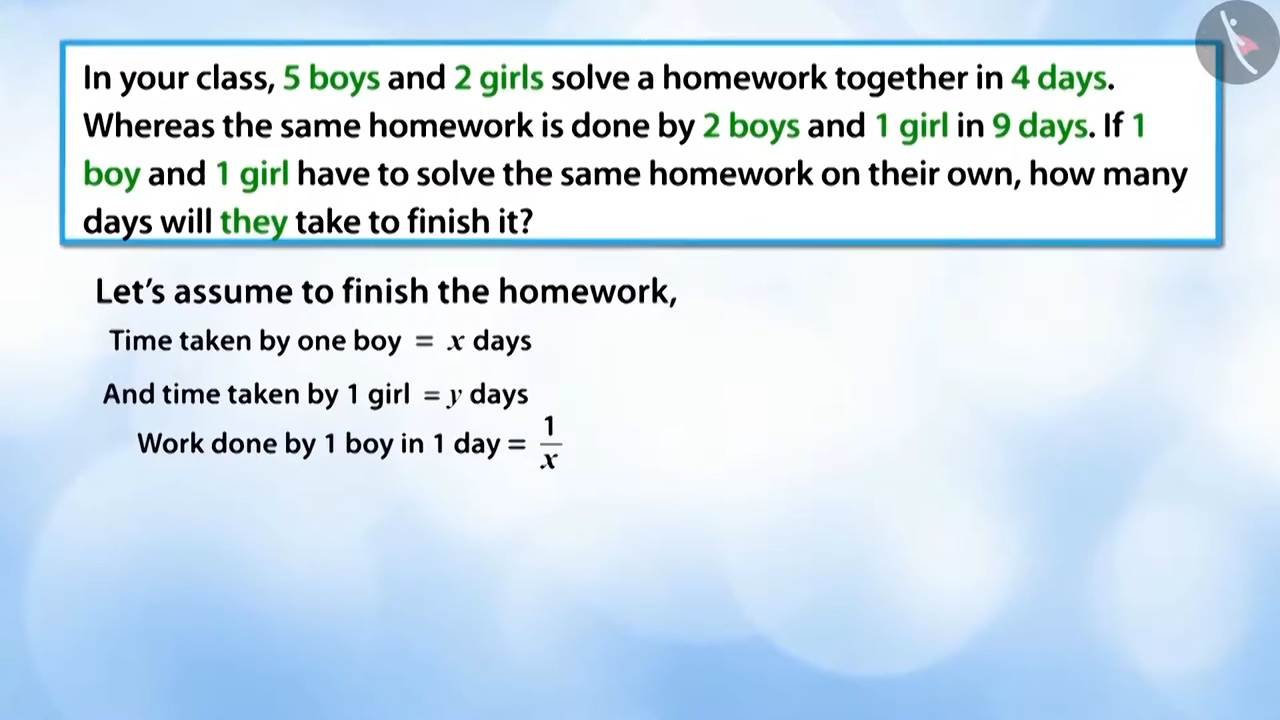 In your class, 5 boys and 2 girls solve a homework together in 4 days.
Whereas the same homework is done by 2 boys and 1 girl in 9 days. If 1
boy and 1 girl have to solve the same homework on their own, how many
days will they take to finish it?
Let's assume to finish the homework,
Time taken by one boy = x days
And time taken by 1 girl = y days
Work done by 1 boy in 1 day = 1/x